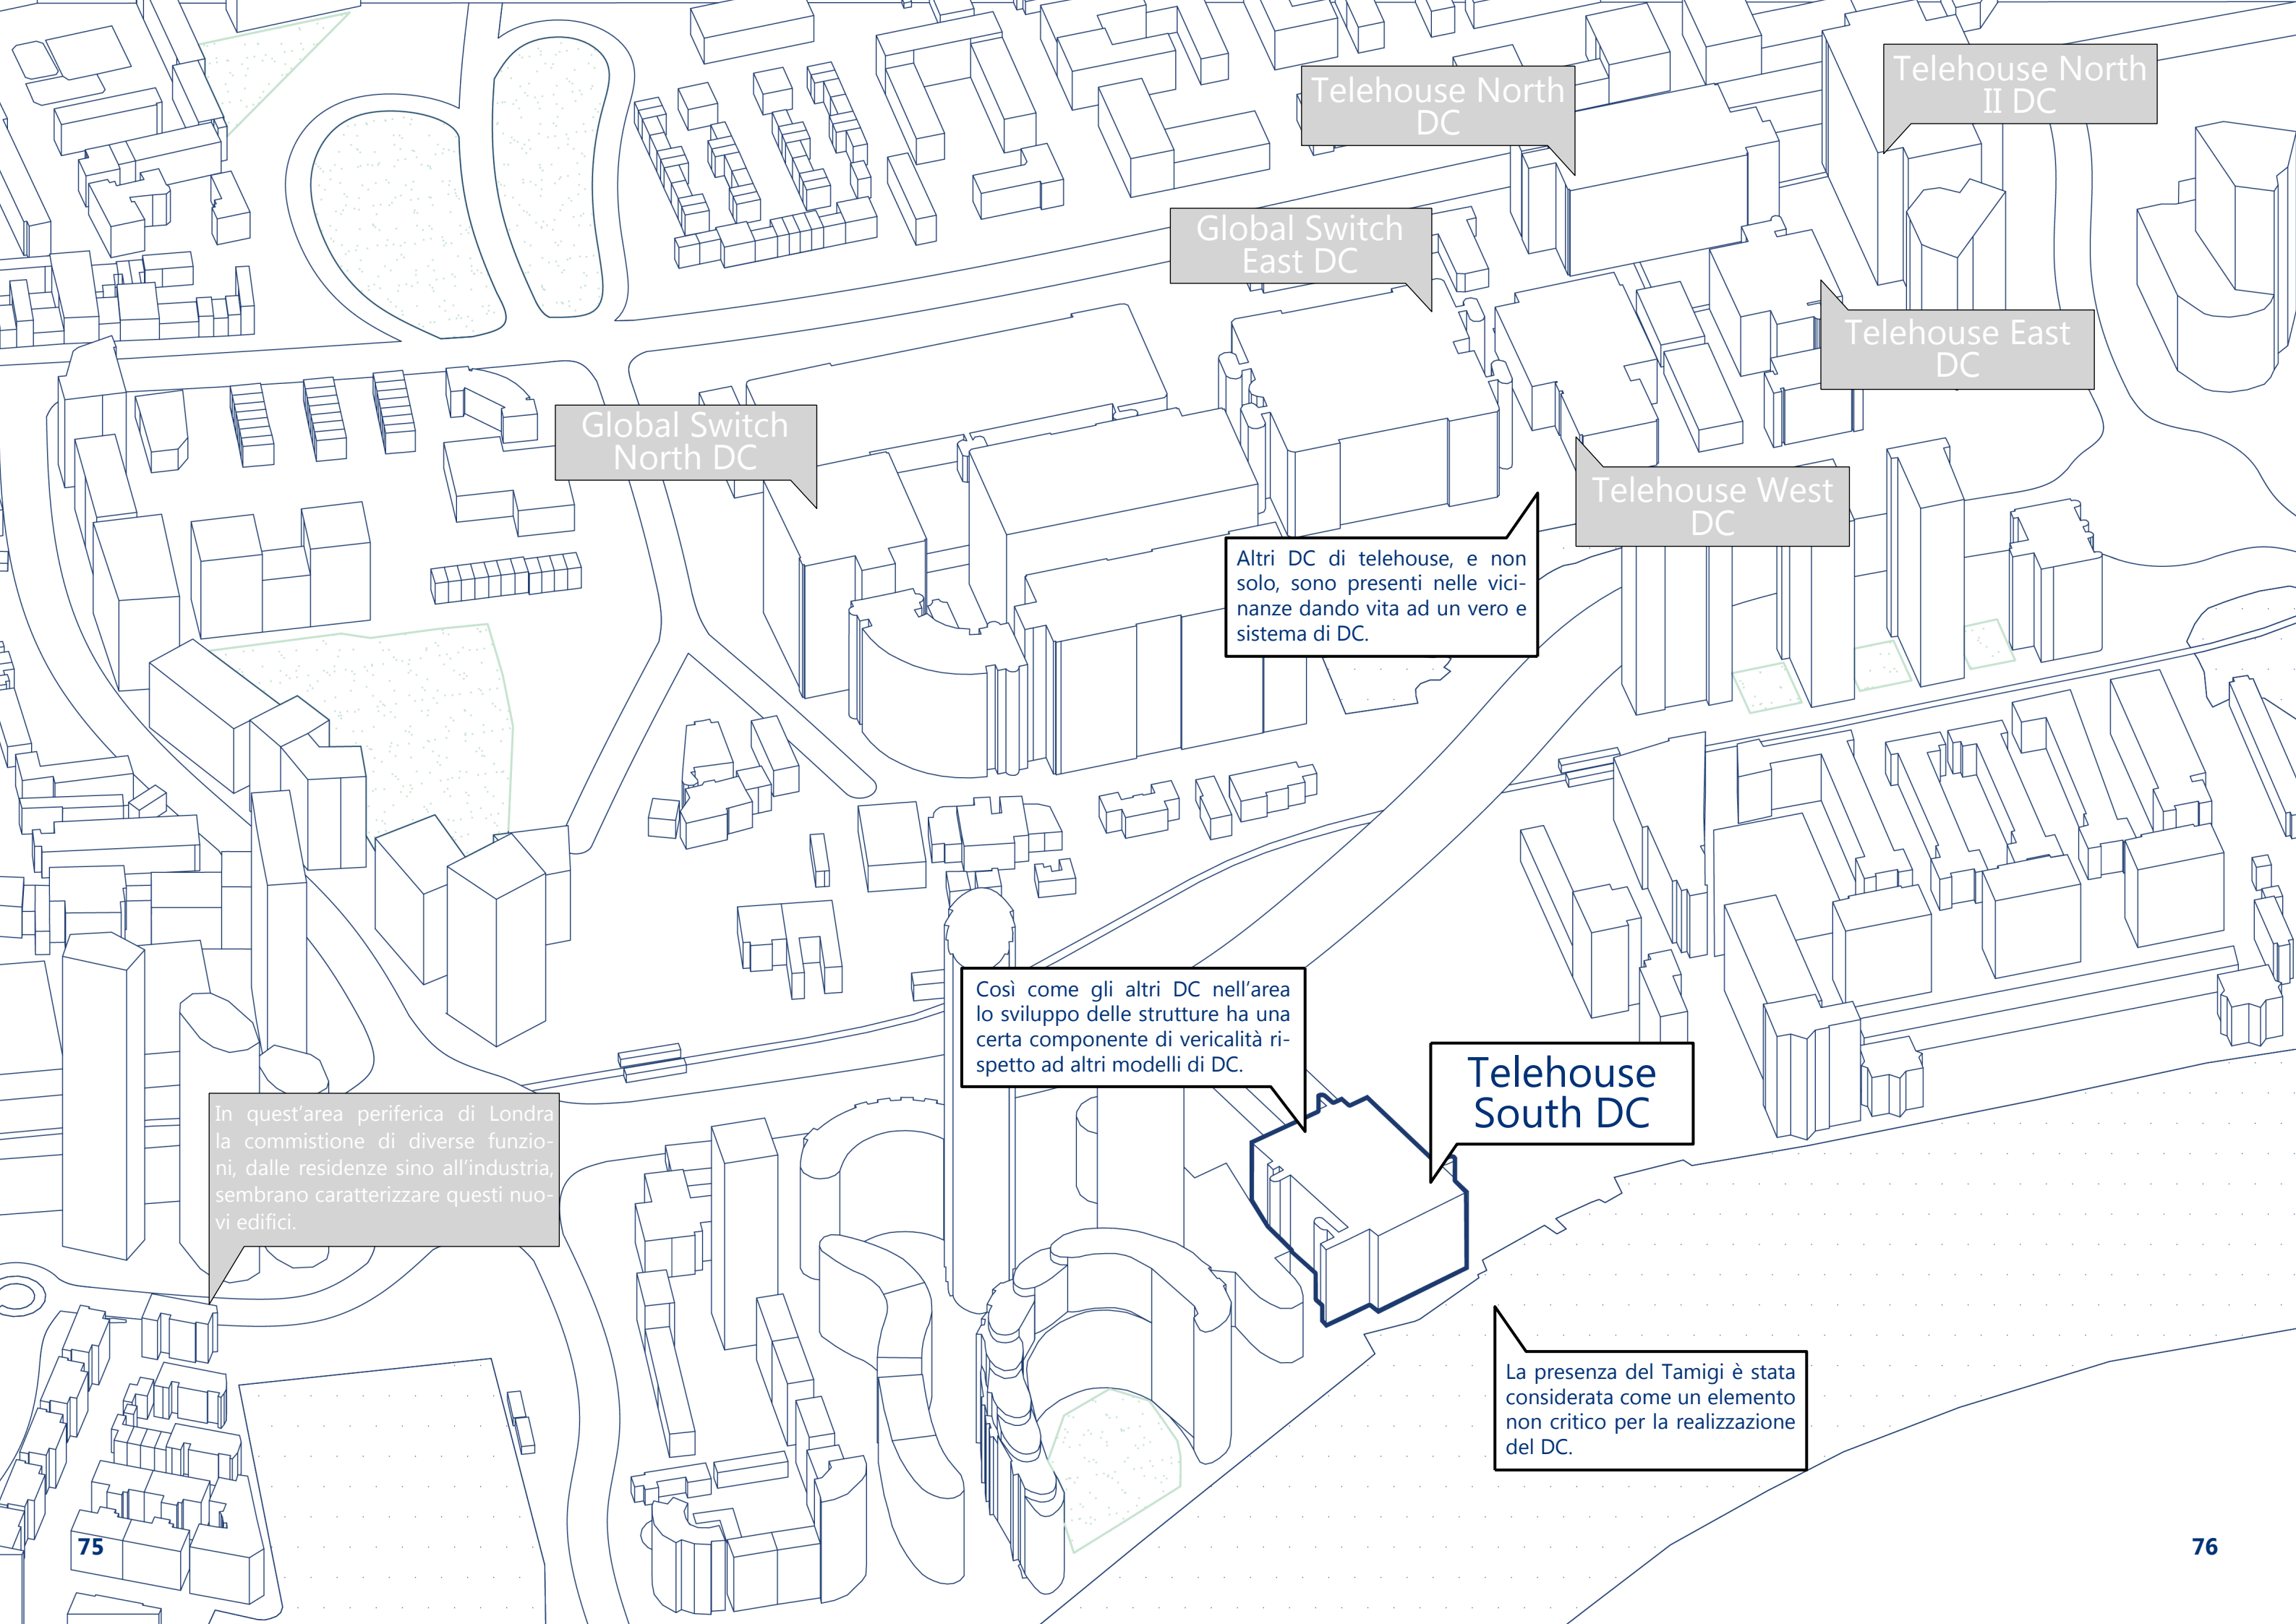 Telehouse North
II DC
Telehouse North
DC
Global Switch
East DC
Telehouse East
DC
Global Switch
North DC
Telehouse West
DC
Altri DC di telehouse, e non
solo, sono presenti nelle vici-
nanze dando vita ad un vero e
sistema di DC.
Così come gli altri DC nell'area
lo sviluppo delle strutture ha una
certa componente di vericalità ri-
spetto ad altri modelli di DC.
Telehouse
South DC
In quest'area periferica di Londra
la commistione di diverse funzio-
ni, dalle residenze sino all'industria,
sembrano caratterizzare questi nuo-
vi edifici.
La presenza del Tamigi è stata
considerata come un elemento
non critico per la realizzazione
del DC.
75
76